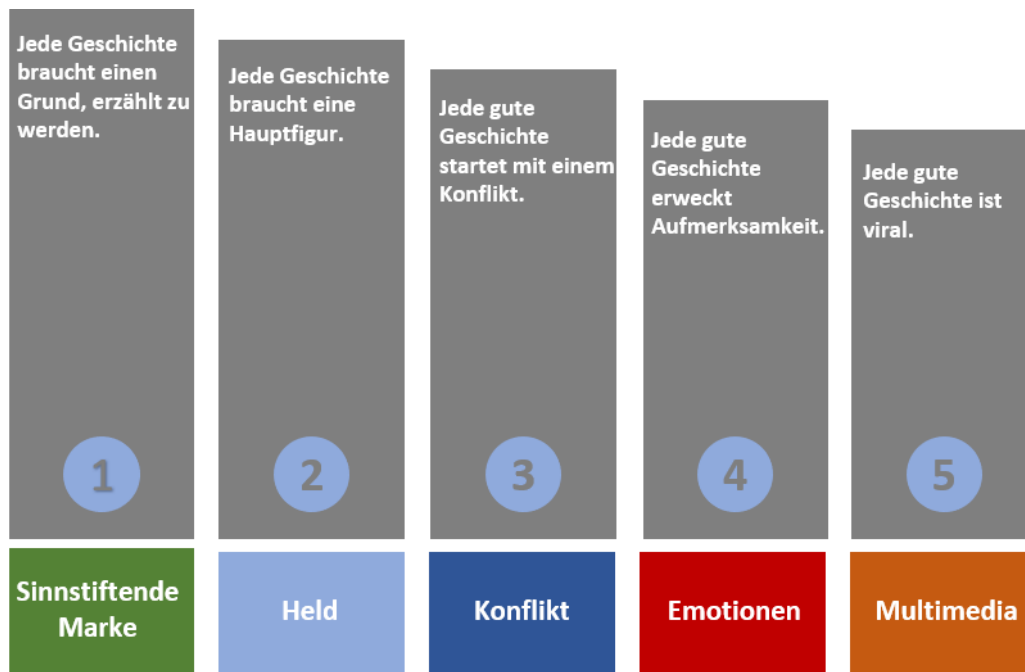 Jede Geschichte
braucht einen
Grund, erzählt zu
werden.
Jede Geschichte
braucht eine
Hauptfigur.
Jede gute
Geschichte
startet mit einem
Konflikt.
Jede gute
Geschichte
erweckt
Aufmerksamkeit.
Jede gute
Geschichte ist
viral.
1
2
3
4
5
Sinnstiftende
Marke
Held
Konflikt
Emotionen
Multimedia